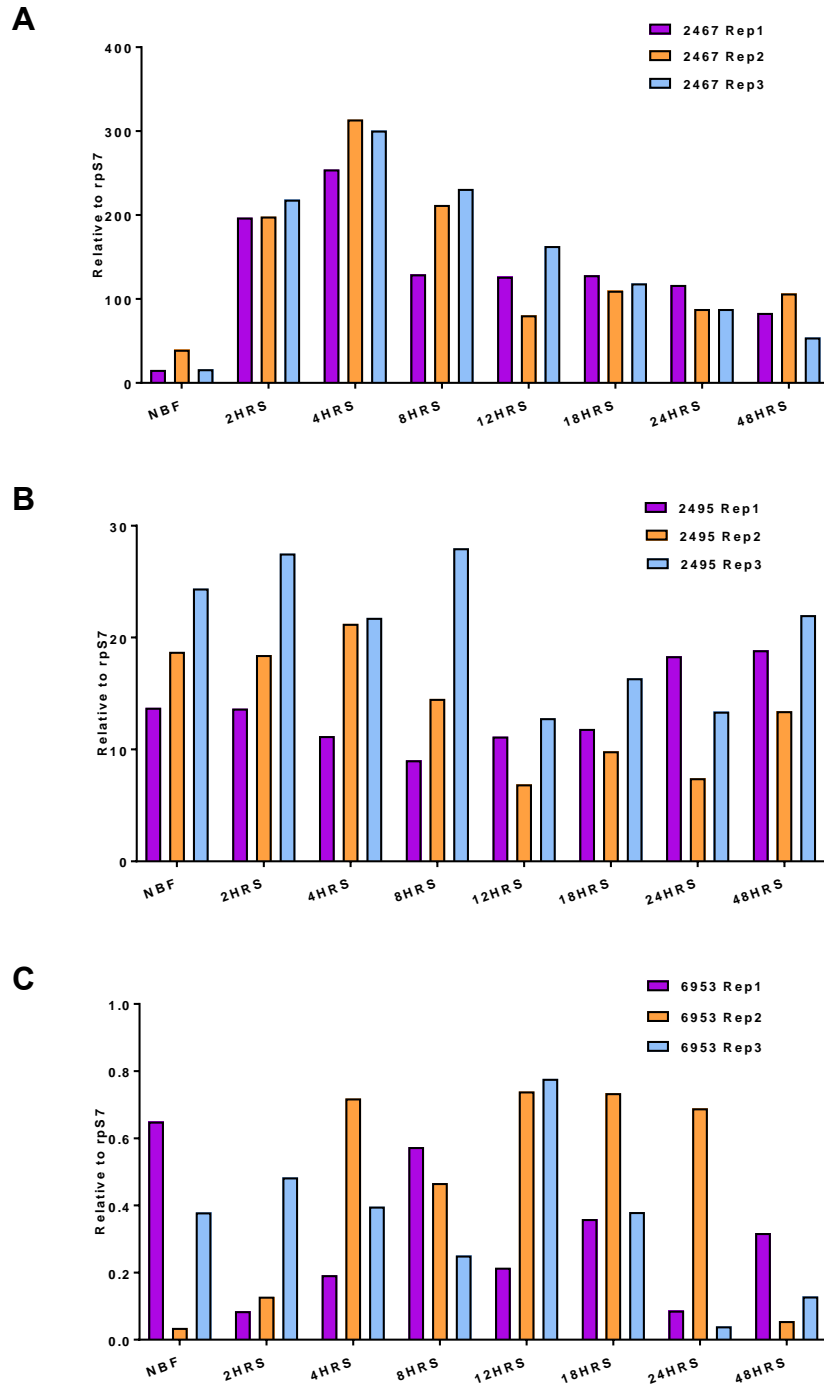 A
2467 Rep1
2467 Rep2
2467 Rep3
Relative to rpS7
400
300
200
100
0
NBF 2HRS 4HRS 8HRS 12HRS 18HRS 24HRS 48HRS
B
2495 Rep1
2495 Rep2
2495 Rep3
Relative to rpS7
30
20
10
0
NBF 2HRS 4HRS 8HRS 12HRS 18HRS 24HRS 48HRS
C
6953 Rep1
6953 Rep2
6953 Rep3
Relative to rpS7
1.0
0.8
0.6
0.4
0.2
0.0
NBF 2HRS 4HRS 8HRS 12HRS 18HRS 24HRS 48HRS